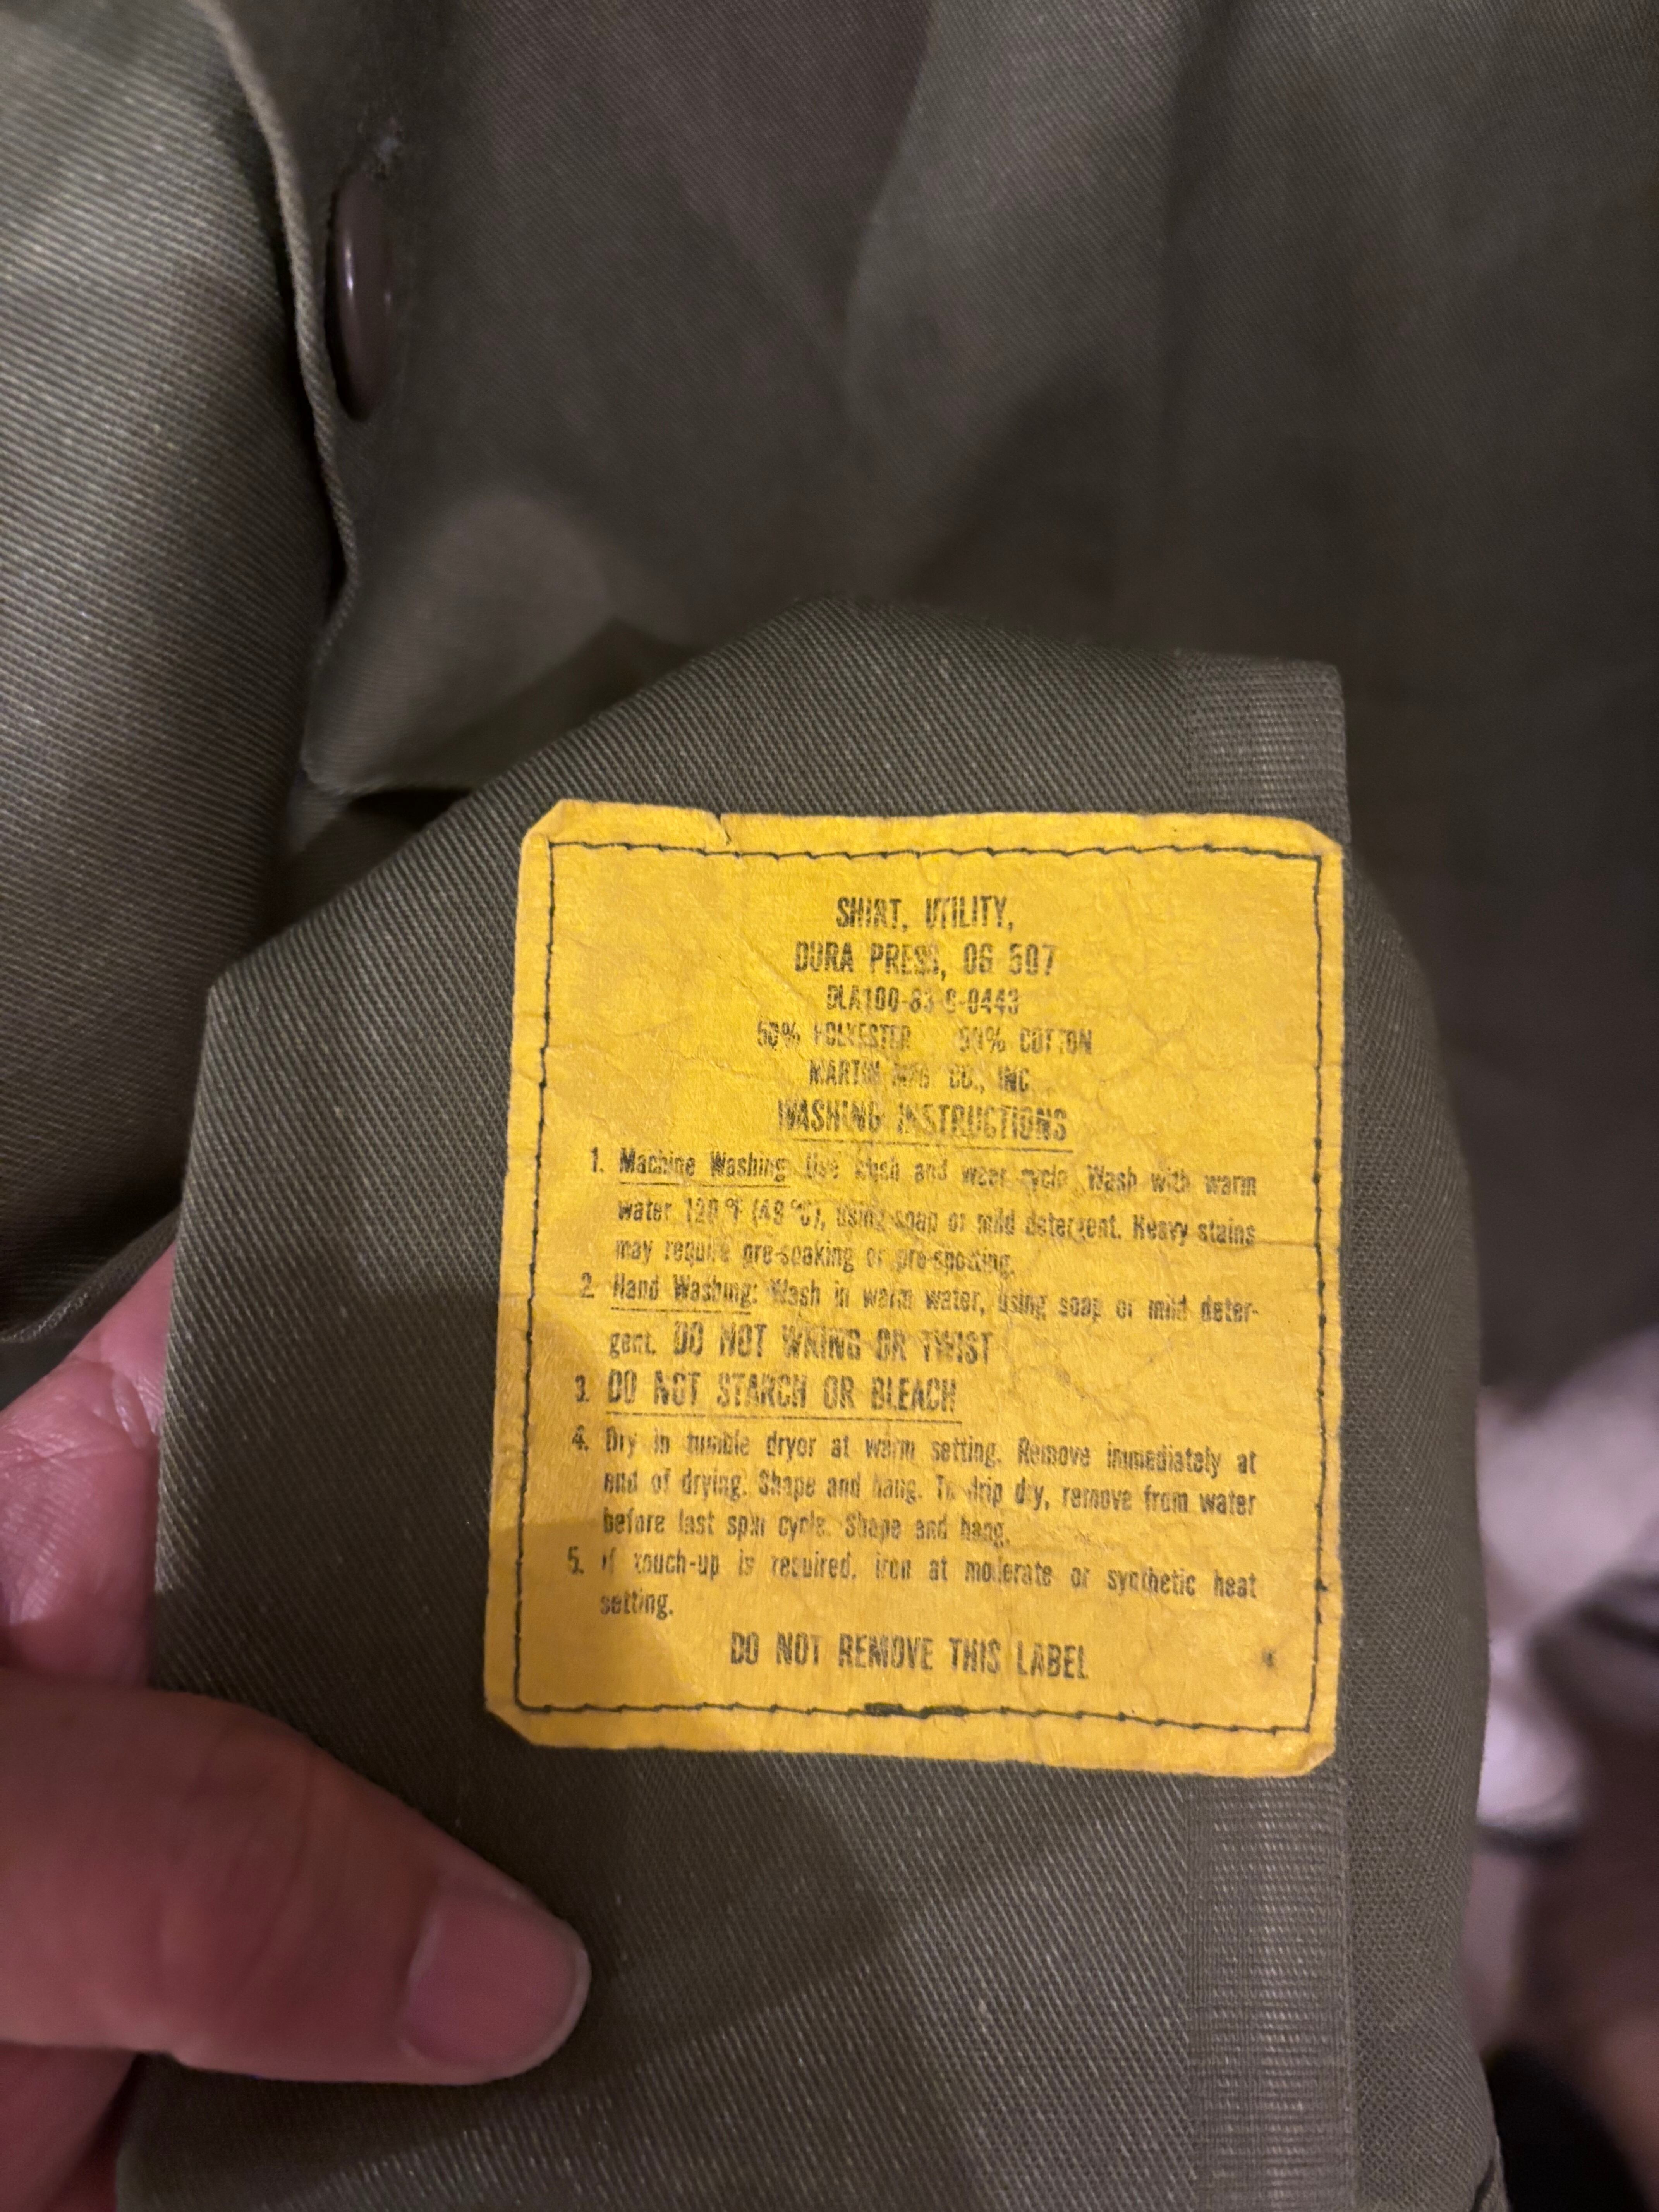 SHIRT, UTILITY,
DURA PRESS, OG 507
DLA100-83-C-0443
50% POLYESTER 50% COTTON
MARTIN MFG CO., INC.
WASHING INSTRUCTIONS
1. Machine Washing: Use wash and wear cycle. Wash with warm
water, 120 °F (49 °C), using soap or mild detergent. Heavy stains
may require pre-soaking or pre-spotting.
2. Hand Washing: Wash in warm water, using soap or mild deter-
gent. DO NOT WRING OR TWIST
3. DO NOT STARCH OR BLEACH
4. Dry in tumble dryer at warm setting. Remove immediately at
end of drying. Shape and hang. To drip dry, remove from water
before last spin cycle. Shape and hang.
5. If touch-up is required, iron at moderate or synthetic heat
setting.
DO NOT REMOVE THIS LABEL